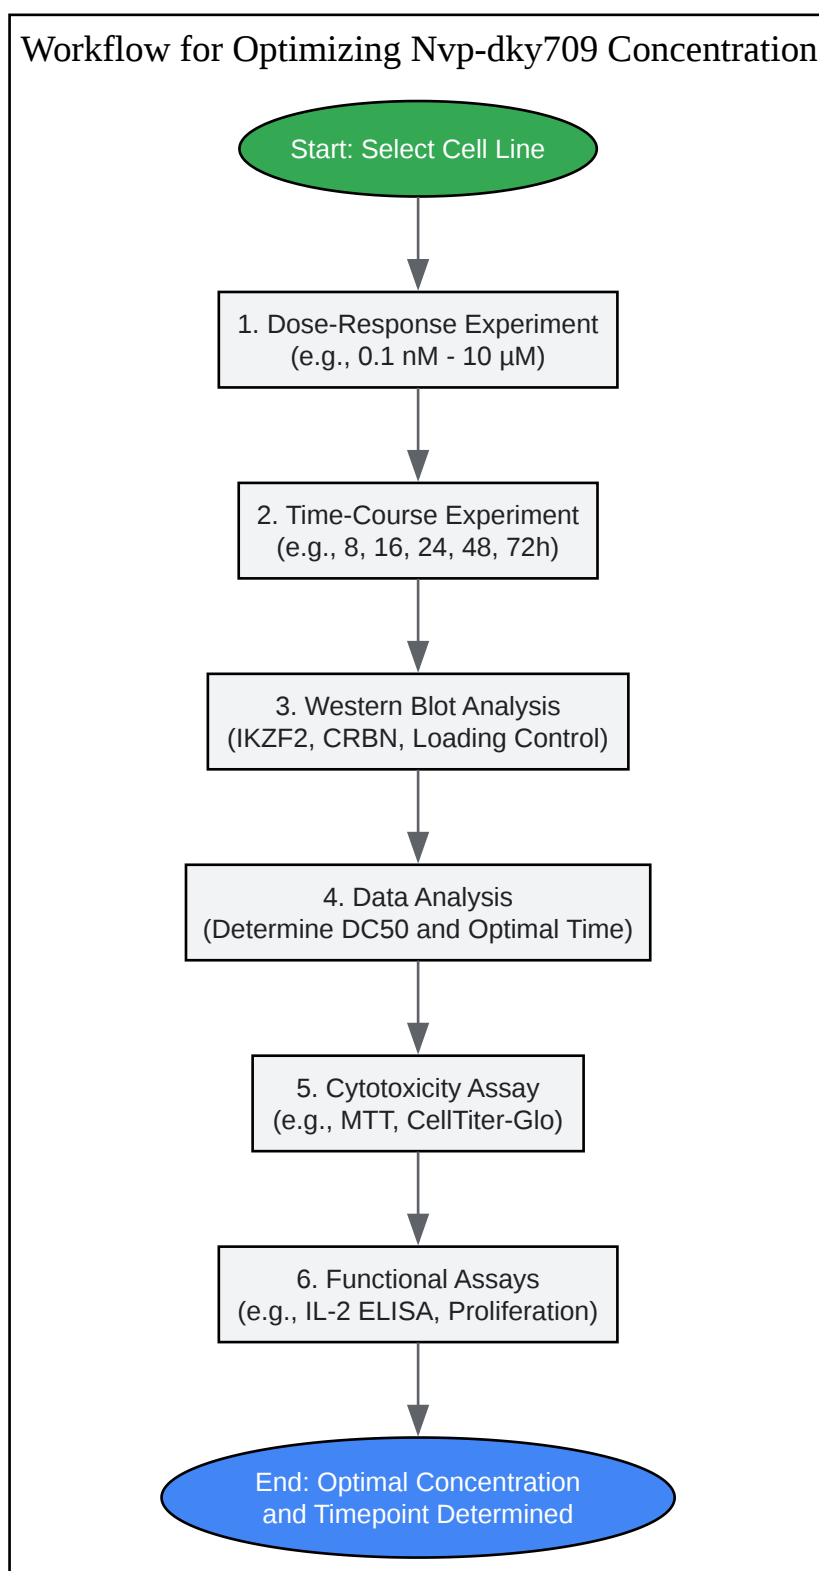 Workflow for Optimizing Nvp-dky709 Concentration
Start: Select Cell Line
1. Dose-Response Experiment
(e.g., 0.1 nM - 10 µM)
2. Time-Course Experiment
(e.g., 8, 16, 24, 48, 72h)
3. Western Blot Analysis
(IKZF2, CRBN, Loading Control)
4. Data Analysis
(Determine DC50 and Optimal Time)
5. Cytotoxicity Assay
(e.g., MTT, CellTiter-Glo)
6. Functional Assays
(e.g., IL-2 ELISA, Proliferation)
End: Optimal Concentration
and Timepoint Determined